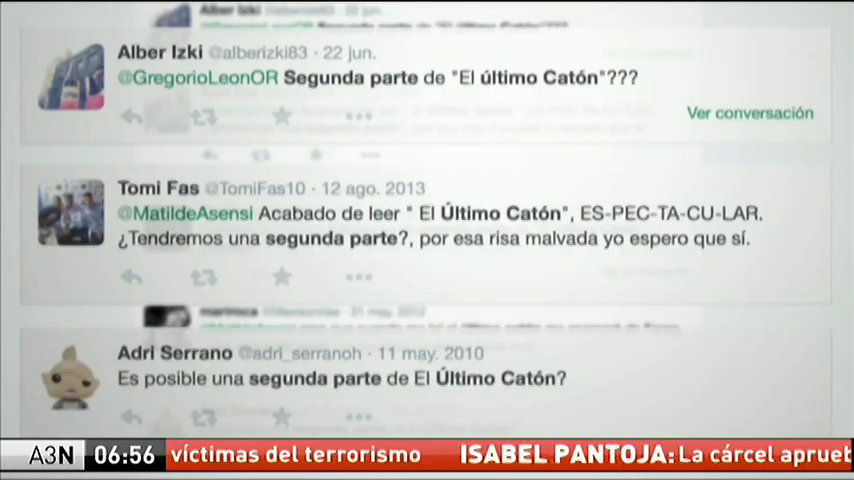 Alber Izki @alberizki83 · 22 jun.
@GregorioLeonOR Segunda parte de "El último Catón"???
Ver conversación
Tomi Fas @TomiFas10 · 12 ago. 2013
@MatildeAsensi Acabado de leer " El Último Catón", ES-PEC-TA-CU-LAR.
¿Tendremos una segunda parte?, por esa risa malvada yo espero que sí.
Adri Serrano @adri_serranoh · 11 may. 2010
Es posible una segunda parte de El Último Catón?
A3N 06:56 víctimas del terrorismo ISABEL PANTOJA: La cárcel aprueb